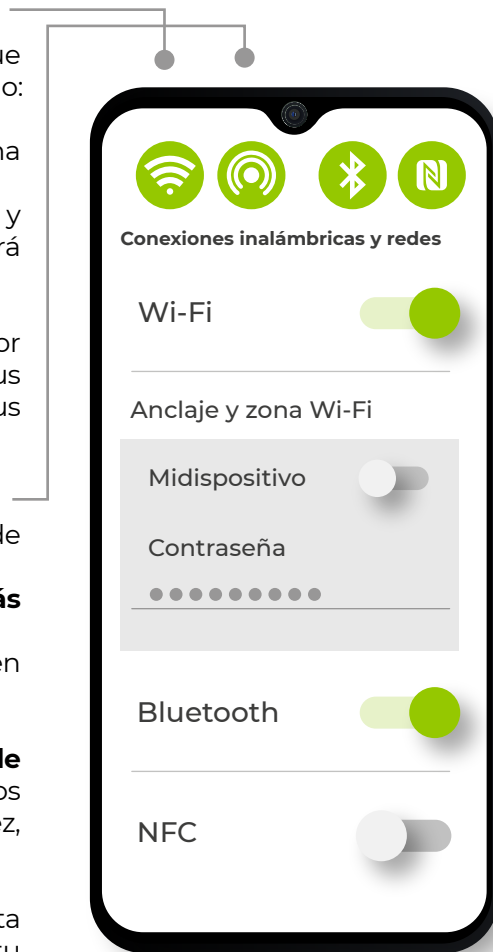 o:
y
Conexiones inalámbricas y redes
Wi-Fi
Anclaje y zona Wi-Fi
Midispositivo
Contraseña
Bluetooth
NFC